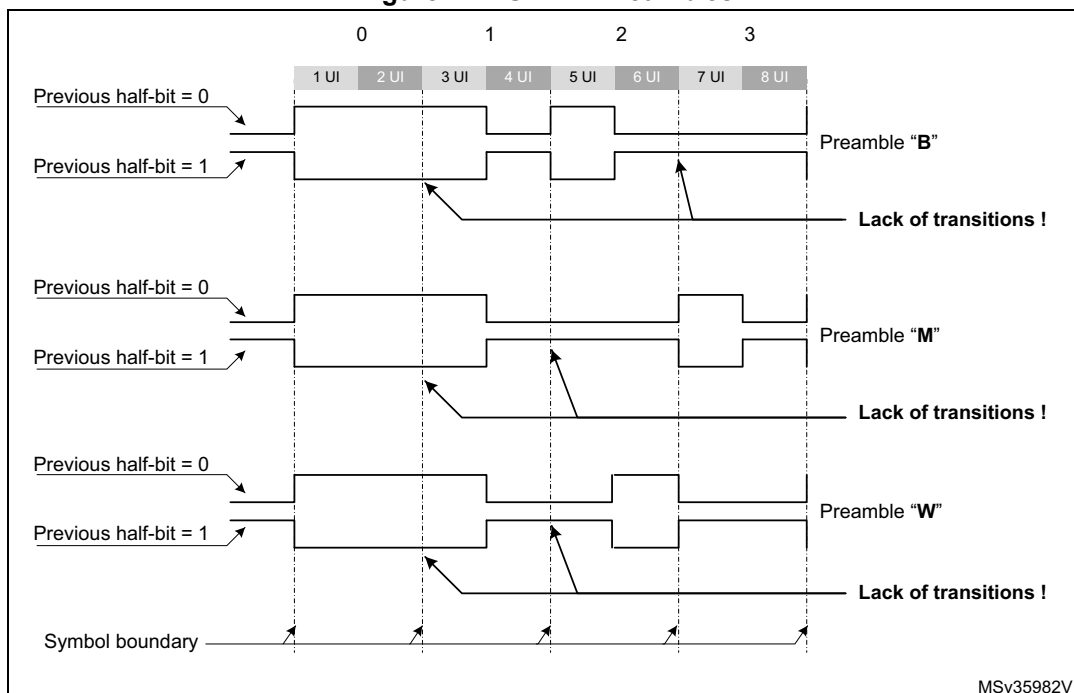 0 1 2 3
1 UI 2 UI 3 UI 4 UI 5 UI 6 UI 7 UI 8 UI
Previous half-bit = 0
Preamble “B”
Previous half-bit = 1
Lack of transitions !
Previous half-bit = 0
Preamble “M”
Previous half-bit = 1
Lack of transitions !
Previous half-bit = 0
Preamble “W”
Previous half-bit = 1
Lack of transitions !
Symbol boundary
MSv35982V